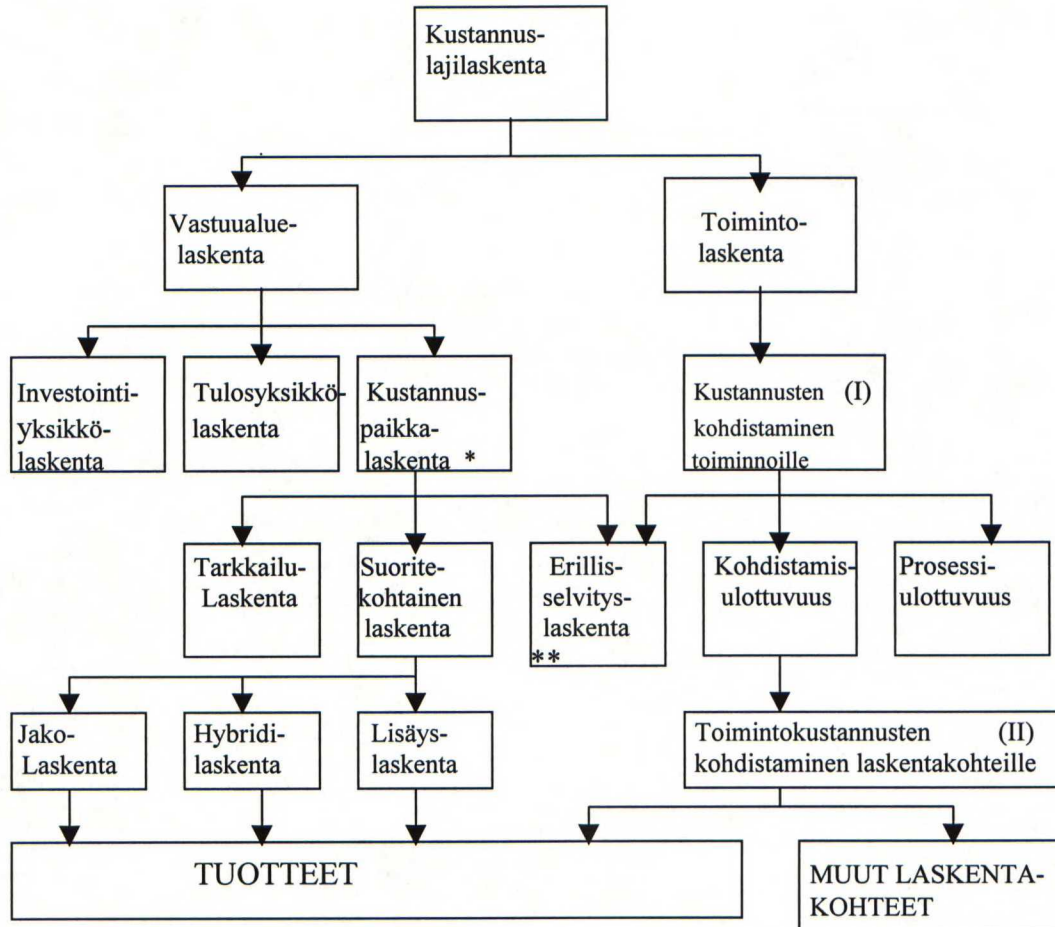 Kustannus-
lajilaskenta
Vastuualue-
laskenta
Toiminto-
laskenta
Investointi-
yksikkö-
laskenta
Tulosyksikkö-
laskenta
Kustannus-
paikka-
laskenta *
Kustannusten (I)
kohdistaminen
toiminnoille
Tarkkailu-
Laskenta
Suorite-
kohtainen
laskenta
Erillis-
selvitys-
laskenta
**
Kohdistamis-
ulottuvuus
Prosessi-
ulottuvuus
Jako-
Laskenta
Hybridi-
laskenta
Lisäys-
laskenta
Toimintokustannusten (II)
kohdistaminen laskentakohteille
TUOTTEET
MUUT LASKENTA-
KOHTEET